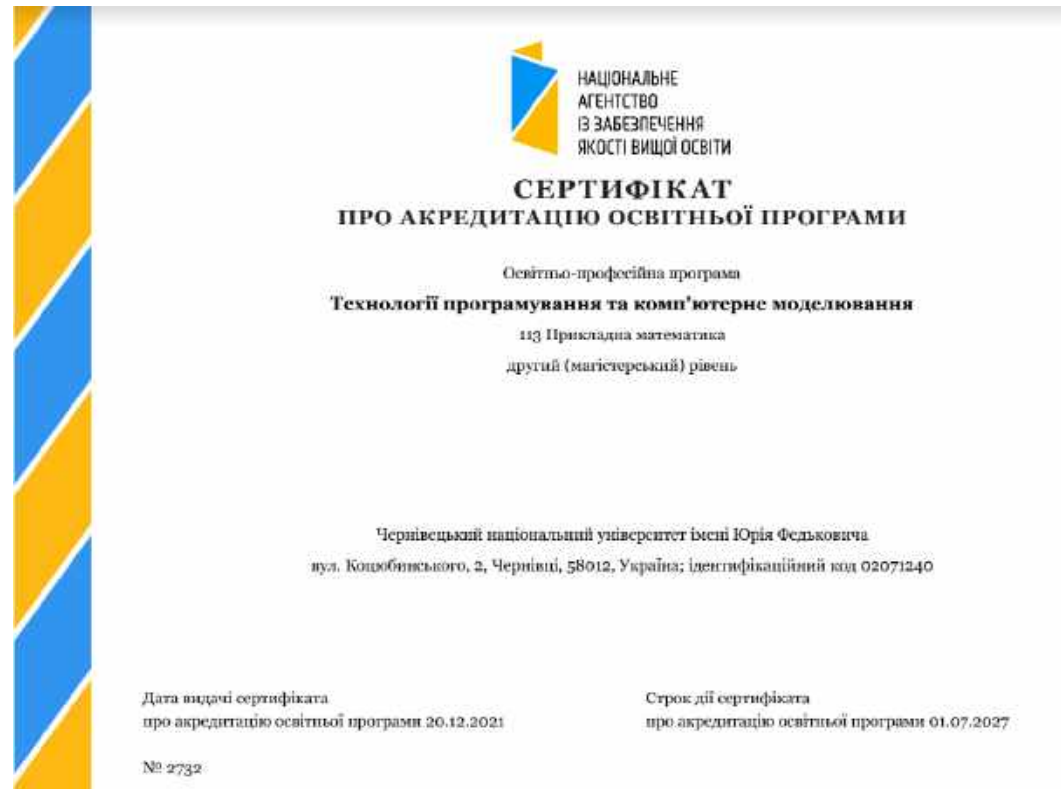 НАЦІОНАЛЬНЕ
АГЕНТСТВО
ІЗ ЗАБЕЗПЕЧЕННЯ
ЯКОСТІ ВИЩОЇ ОСВІТИ
СЕРТИФІКАТ
ПРО АКРЕДИТАЦІЮ ОСВІТНЬОЇ ПРОГРАМИ
Освітньо-професійна програма
Технології програмування та комп'ютерне моделювання
113 Прикладна математика
другий (магістерський) рівень
Чернівецький національний університет імені Юрія Федьковича
вул. Коцюбинського, 2, Чернівці, 58012, Україна; ідентифікаційний код 02071240
Дата видачі сертифіката
про акредитацію освітньої програми 20.12.2021
Строк дії сертифіката
про акредитацію освітньої програми 01.07.2027
№ 2732